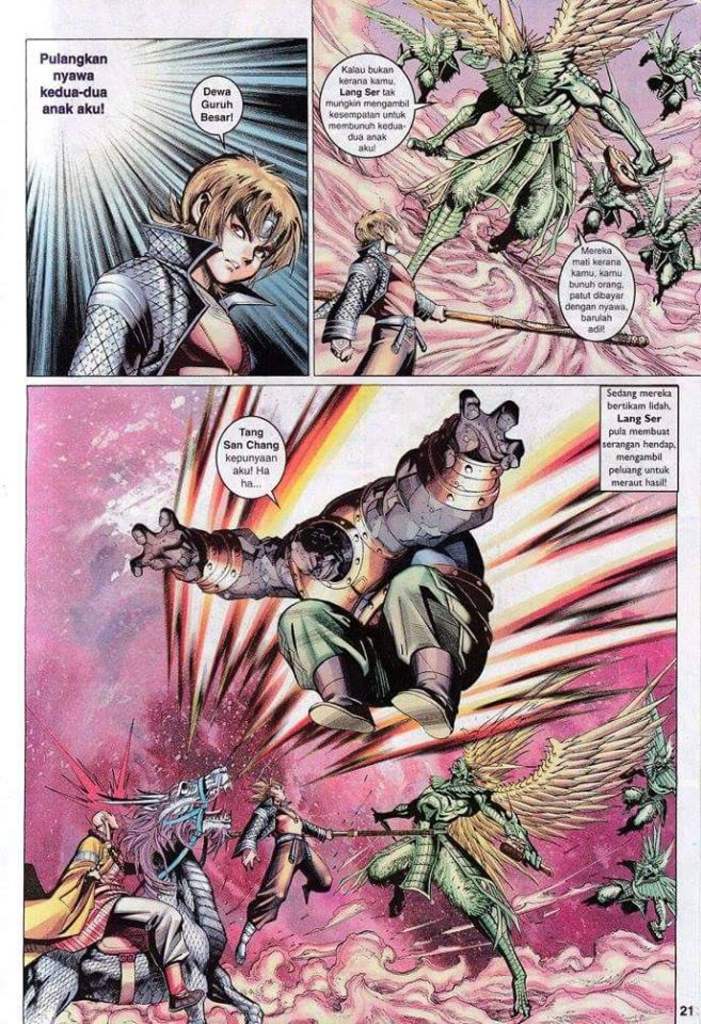 Pulangkan
nyawa
kedua-dua
anak aku!
Dewa
Guruh
Besar!
Kalau bukan
kerana kamu,
Lang Ser tak
mungkin mengambil
kesempatan untuk
membunuh kedua-
dua anak
aku!
Mereka
mati kerana
kamu, kamu
bunuh orang,
patut dibayar
dengan nyawa,
barulah
adil!
Tang
San Chang
kepunyaan
aku! Ha
ha...
Sedang mereka
bertikam lidah,
Lang Ser
pula membuat
serangan hendap,
mengambil
peluang untuk
meraut hasil!
21